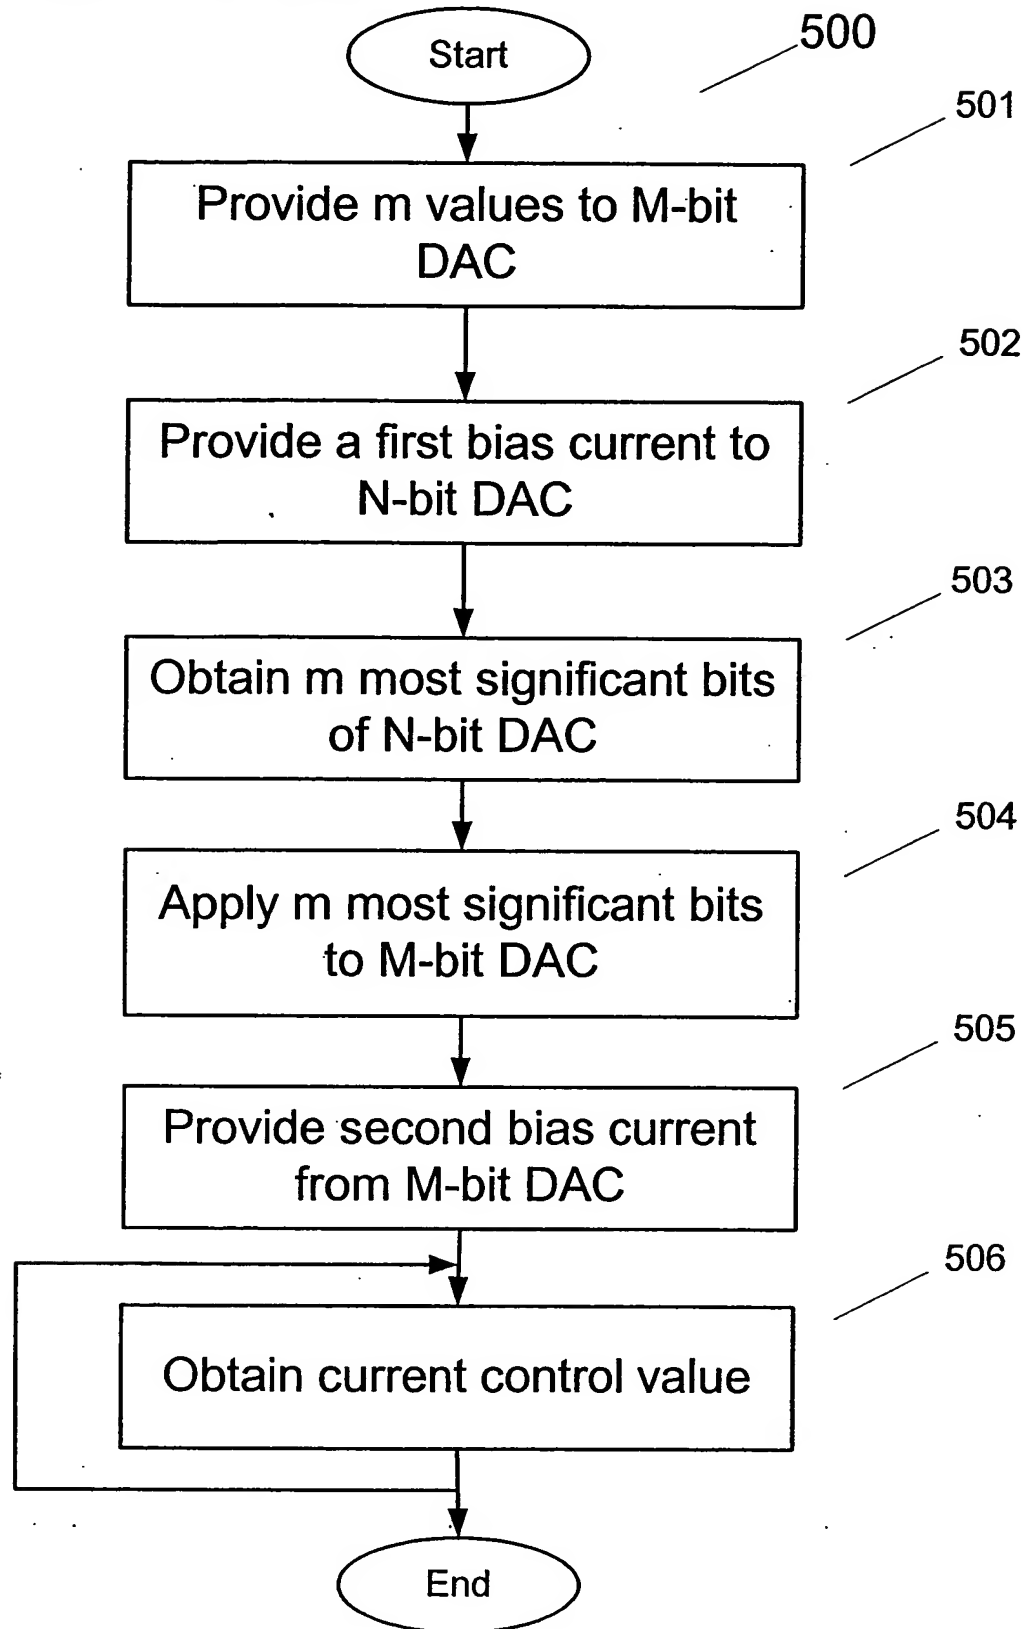 Start
500
501
Provide m values to M-bit
DAC
502
Provide a first bias current to
N-bit DAC
503
Obtain m most significant bits
of N-bit DAC
504
Apply m most significant bits
to M-bit DAC
505
Provide second bias current
from M-bit DAC
506
Obtain current control value
End